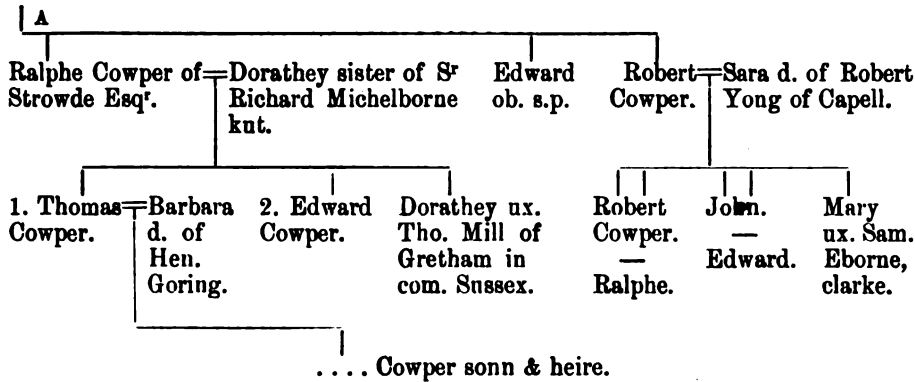 A
Ralphe Cowper of
Strowde Esqr.
Dorathey sister of Sr
Richard Michelborne
knt.
Edward
ob. s.p.
Robert
Cowper.
Sara d. of Robert
Yong of Capell.
1. Thomas
Cowper.
Barbara
d. of
Hen.
Goring.
2. Edward
Cowper.
Dorathey ux.
Tho. Mill of
Gretham in
com. Sussex.
Robert
Cowper.
—
Ralphe.
John.
—
Edward.
Mary
ux. Sam.
Eborne,
clarke.
.... Cowper sonn & heire.